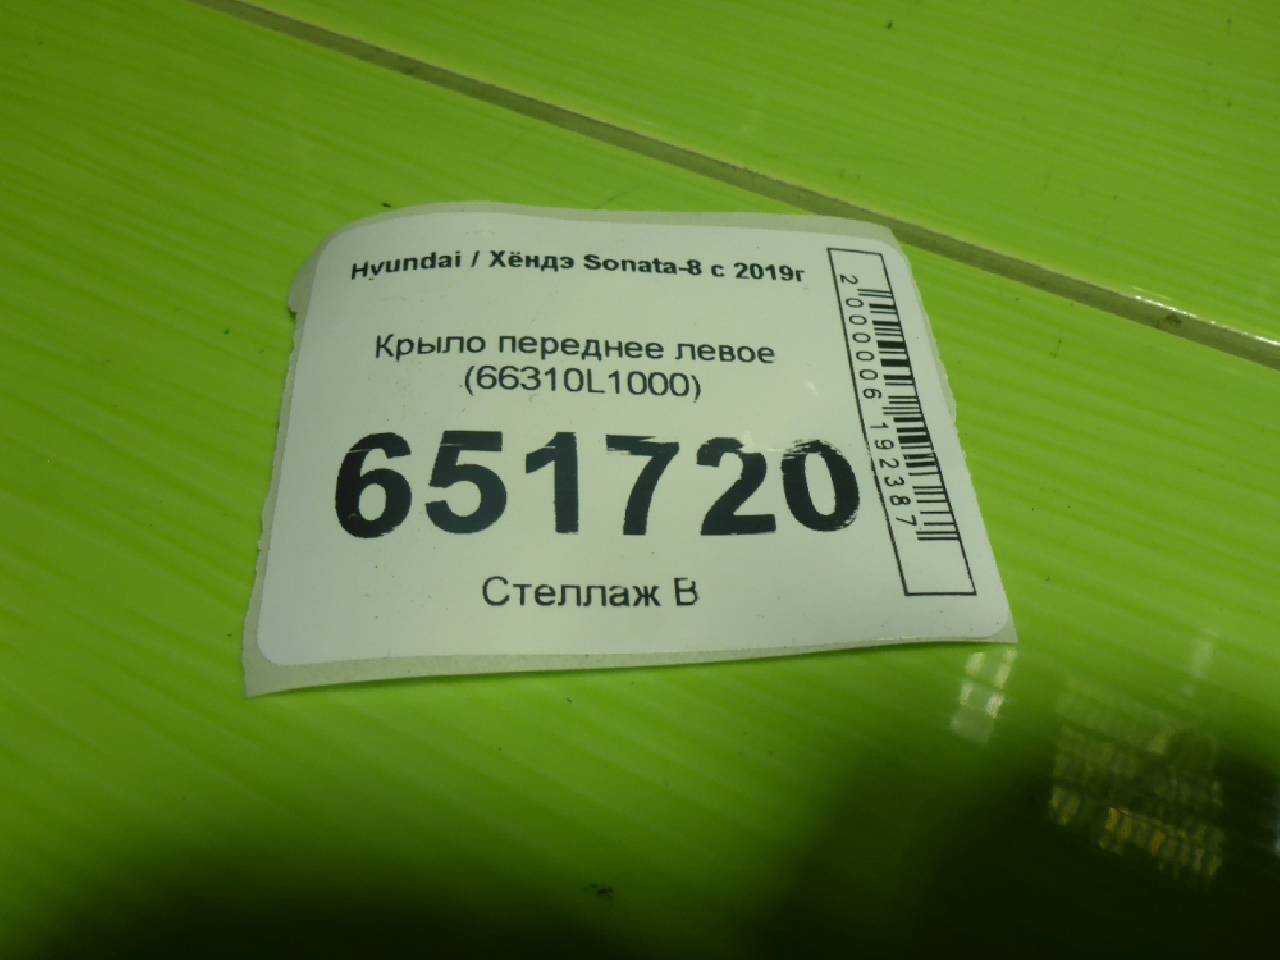 Hyundai / Хёндэ Sonata-8 с 2019г
Крыло переднее левое
(66310L1000)
651720
Стеллаж В
2000006192387